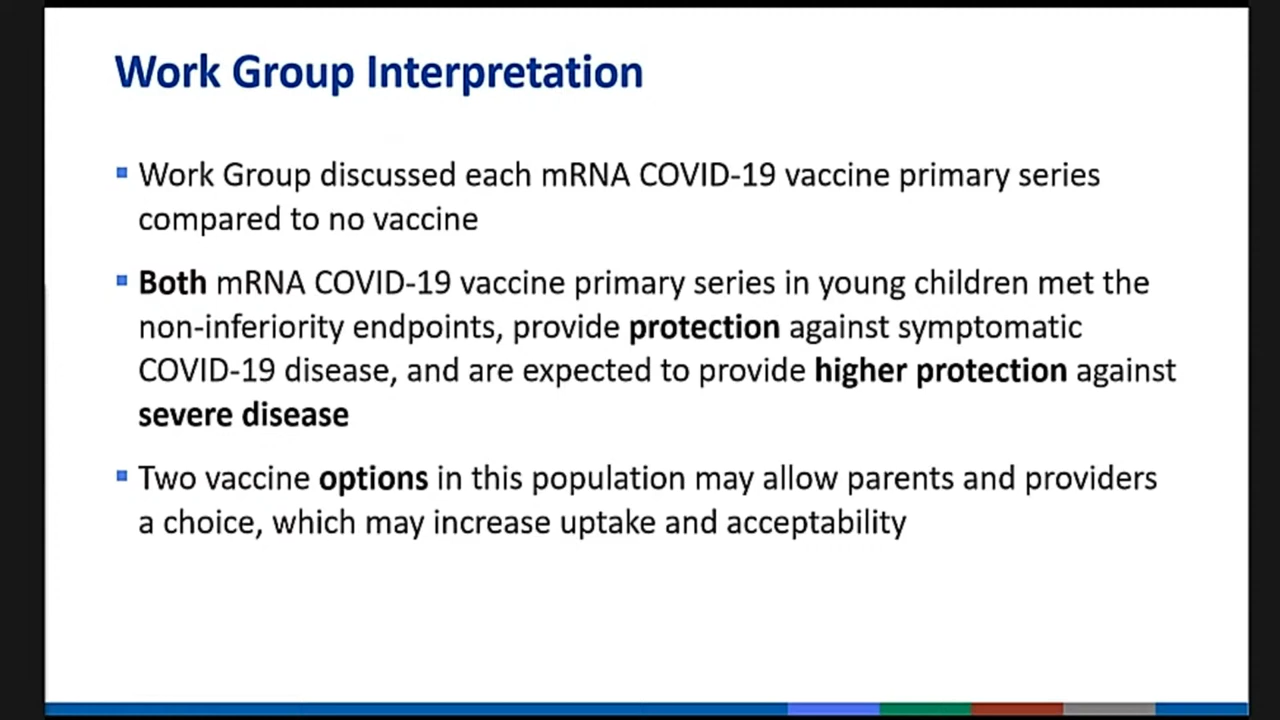 Work Group Interpretation
▪ Work Group discussed each mRNA COVID-19 vaccine primary series
compared to no vaccine
▪ Both mRNA COVID-19 vaccine primary series in young children met the
non-inferiority endpoints, provide protection against symptomatic
COVID-19 disease, and are expected to provide higher protection against
severe disease
▪ Two vaccine options in this population may allow parents and providers
a choice, which may increase uptake and acceptability